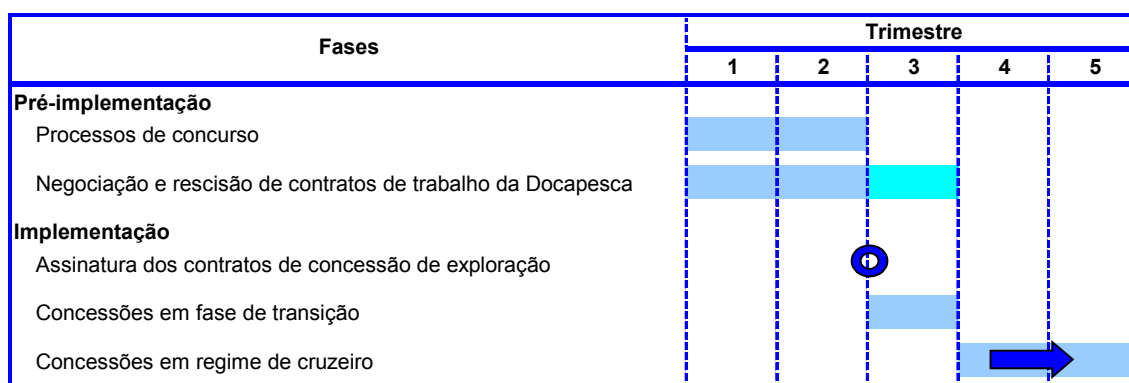 Fases
Trimestre
1 2 3 4 5
Pré-implementação
Processos de concurso
Negociação e rescisão de contratos de trabalho da Docapesca
Implementação
Assinatura dos contratos de concessão de exploração
Concessões em fase de transição
Concessões em regime de cruzeiro